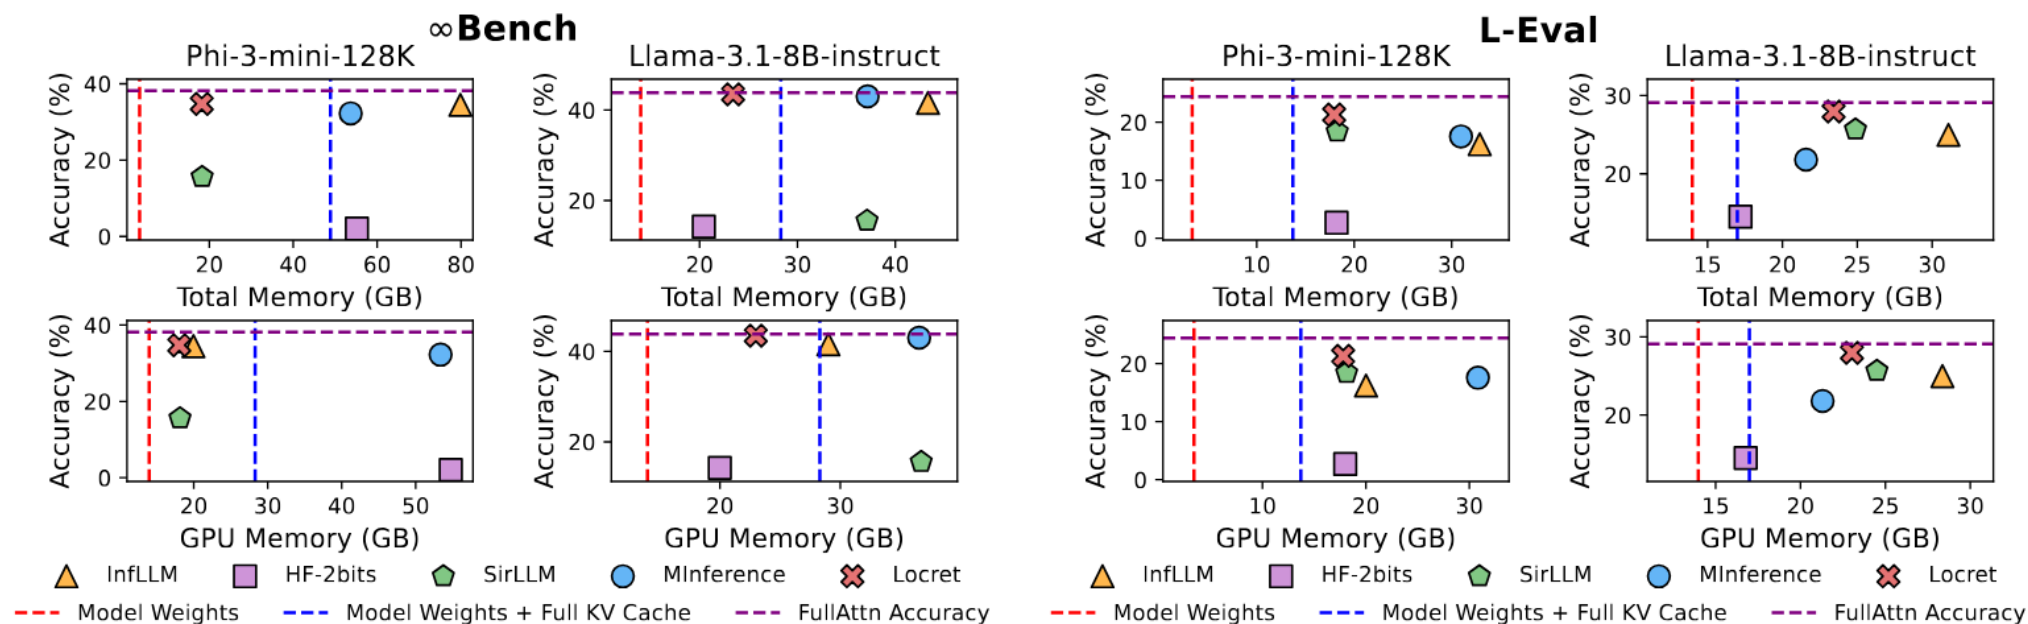 ∞Bench
Phi-3-mini-128K
Llama-3.1-8B-instruct
Accuracy (%)
40
20
0
20
40
60
80
Total Memory (GB)
Accuracy (%)
40
20
20
30
40
Total Memory (GB)
Accuracy (%)
40
20
0
20
30
40
50
GPU Memory (GB)
Accuracy (%)
40
20
20
30
GPU Memory (GB)
InfLLM
HF-2bits
SirLLM
MInference
Locret
Model Weights
Model Weights + Full KV Cache
FullAttn Accuracy
L-Eval
Phi-3-mini-128K
Llama-3.1-8B-instruct
Accuracy (%)
20
10
0
10
20
30
Total Memory (GB)
Accuracy (%)
30
20
15
20
25
30
Total Memory (GB)
Accuracy (%)
20
10
0
10
20
30
GPU Memory (GB)
Accuracy (%)
30
20
15
20
25
30
GPU Memory (GB)
InfLLM
HF-2bits
SirLLM
MInference
Locret
Model Weights
Model Weights + Full KV Cache
FullAttn Accuracy